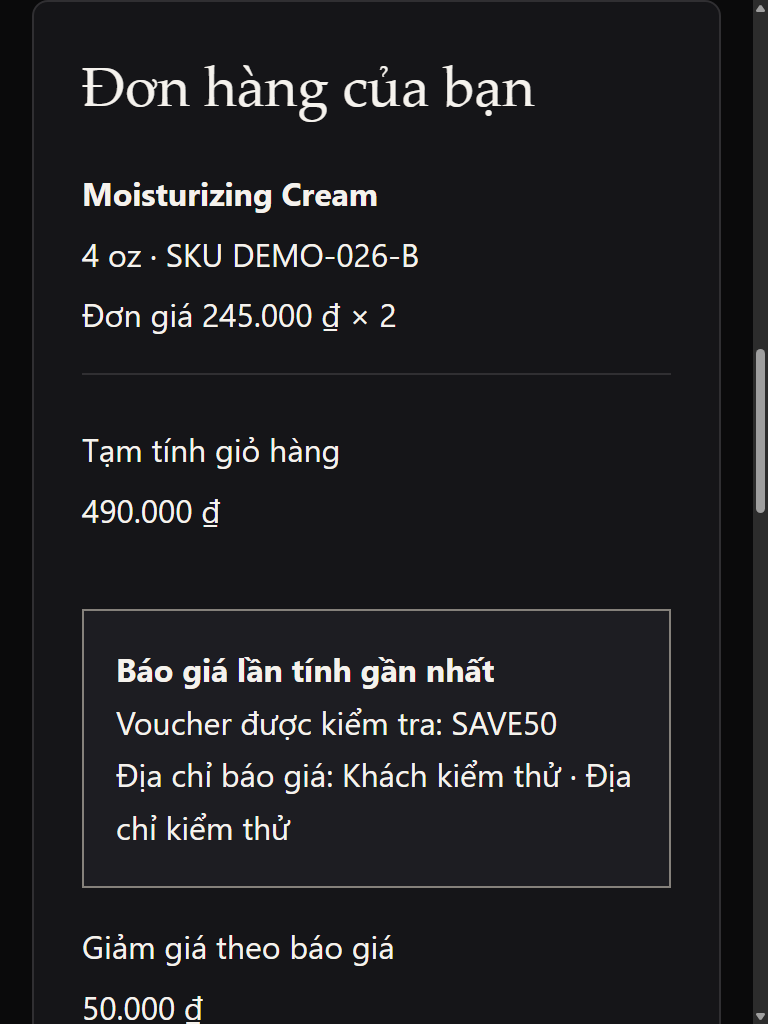 Đơn hàng của bạn
Moisturizing Cream
4 oz · SKU DEMO-026-B
Đơn giá 245.000 ₫ × 2
Tạm tính giỏ hàng
490.000 ₫
Báo giá lần tính gần nhất
Voucher được kiểm tra: SAVE50
Địa chỉ báo giá: Khách kiểm thử · Địa
chỉ kiểm thử
Giảm giá theo báo giá
50.000 ₫